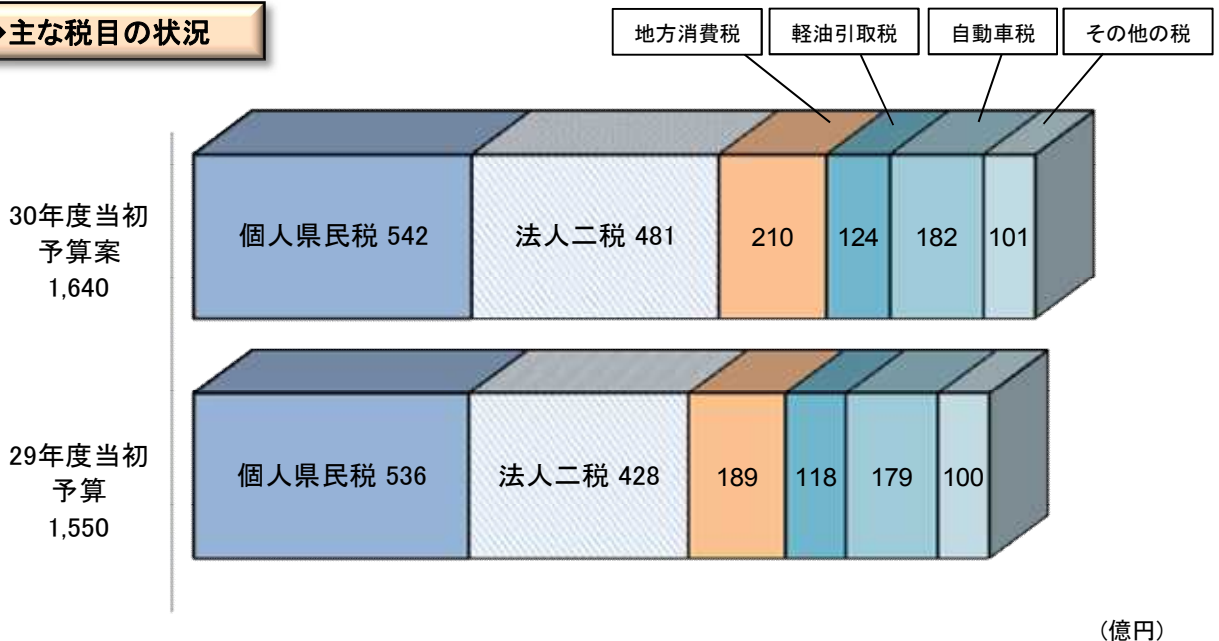 主な税目の状況
地方消費税 軽油引取税 自動車税 その他の税
30年度当初
予算案
1,640
個人県民税 542 法人二税 481 210 124 182 101
29年度当初
予算
1,550
個人県民税 536 法人二税 428 189 118 179 100
(億円)